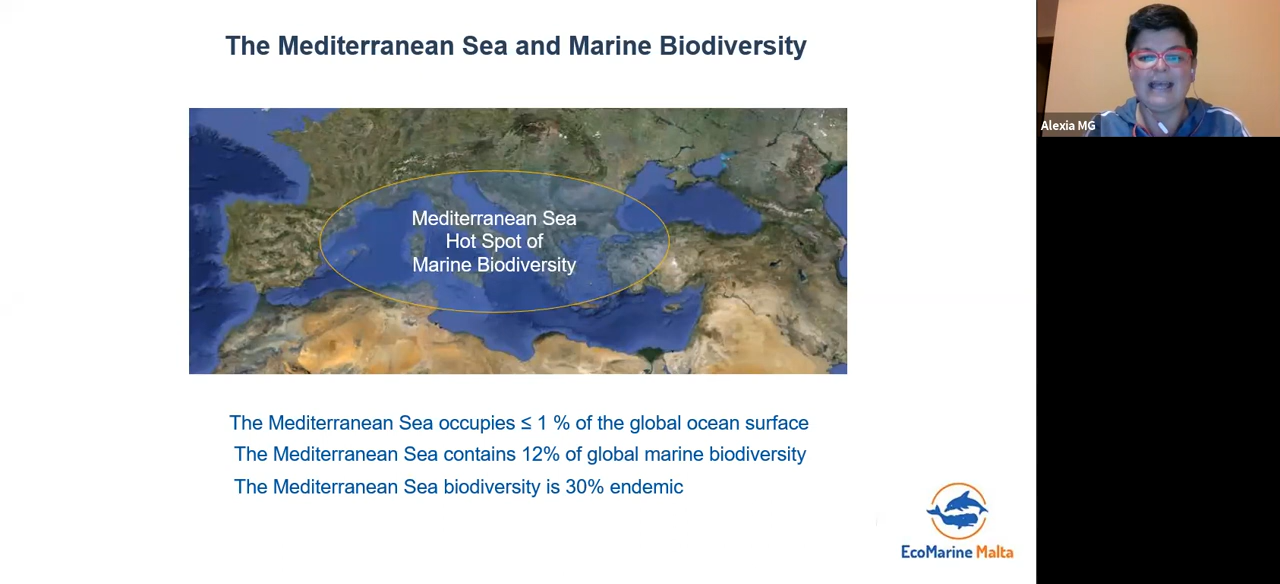 The Mediterranean Sea and Marine Biodiversity
Alexia MG
Mediterranean Sea
Hot Spot of
Marine Biodiversity
The Mediterranean Sea occupies ≤ 1 % of the global ocean surface
The Mediterranean Sea contains 12% of global marine biodiversity
The Mediterranean Sea biodiversity is 30% endemic
EcoMarine Malta